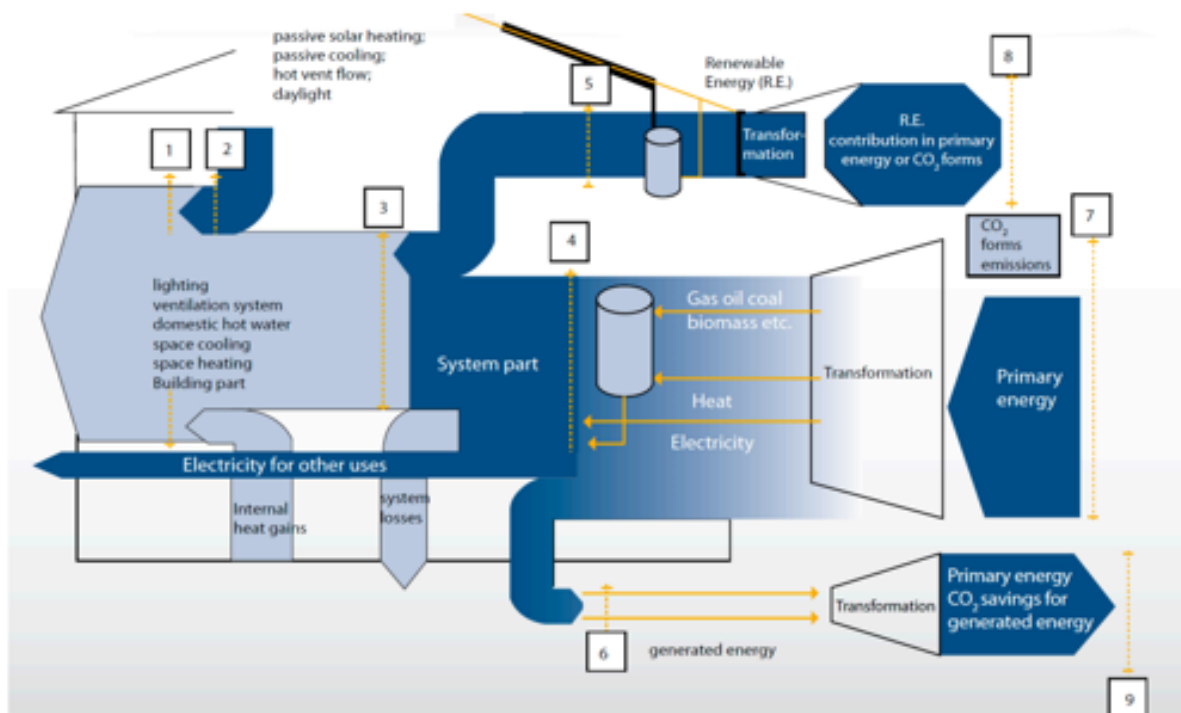 passive solar heating;
passive cooling;
hot vent flow;
daylight
Renewable
Energy (R.E.)
8
5
R.E.
contribution in primary
energy or CO₂ forms
Transfor-
mation
1
2
3
7
4
CO₂
forms
emissions
lighting
ventilation system
domestic hot water
space cooling
space heating
Building part
System part
Gas oil coal
biomass etc.
Transformation
Primary
energy
Heat
Electricity
Electricity for other uses
Internal
heat gains
system
losses
Primary energy
CO₂ savings for
generated energy
Transformation
6
generated energy
9